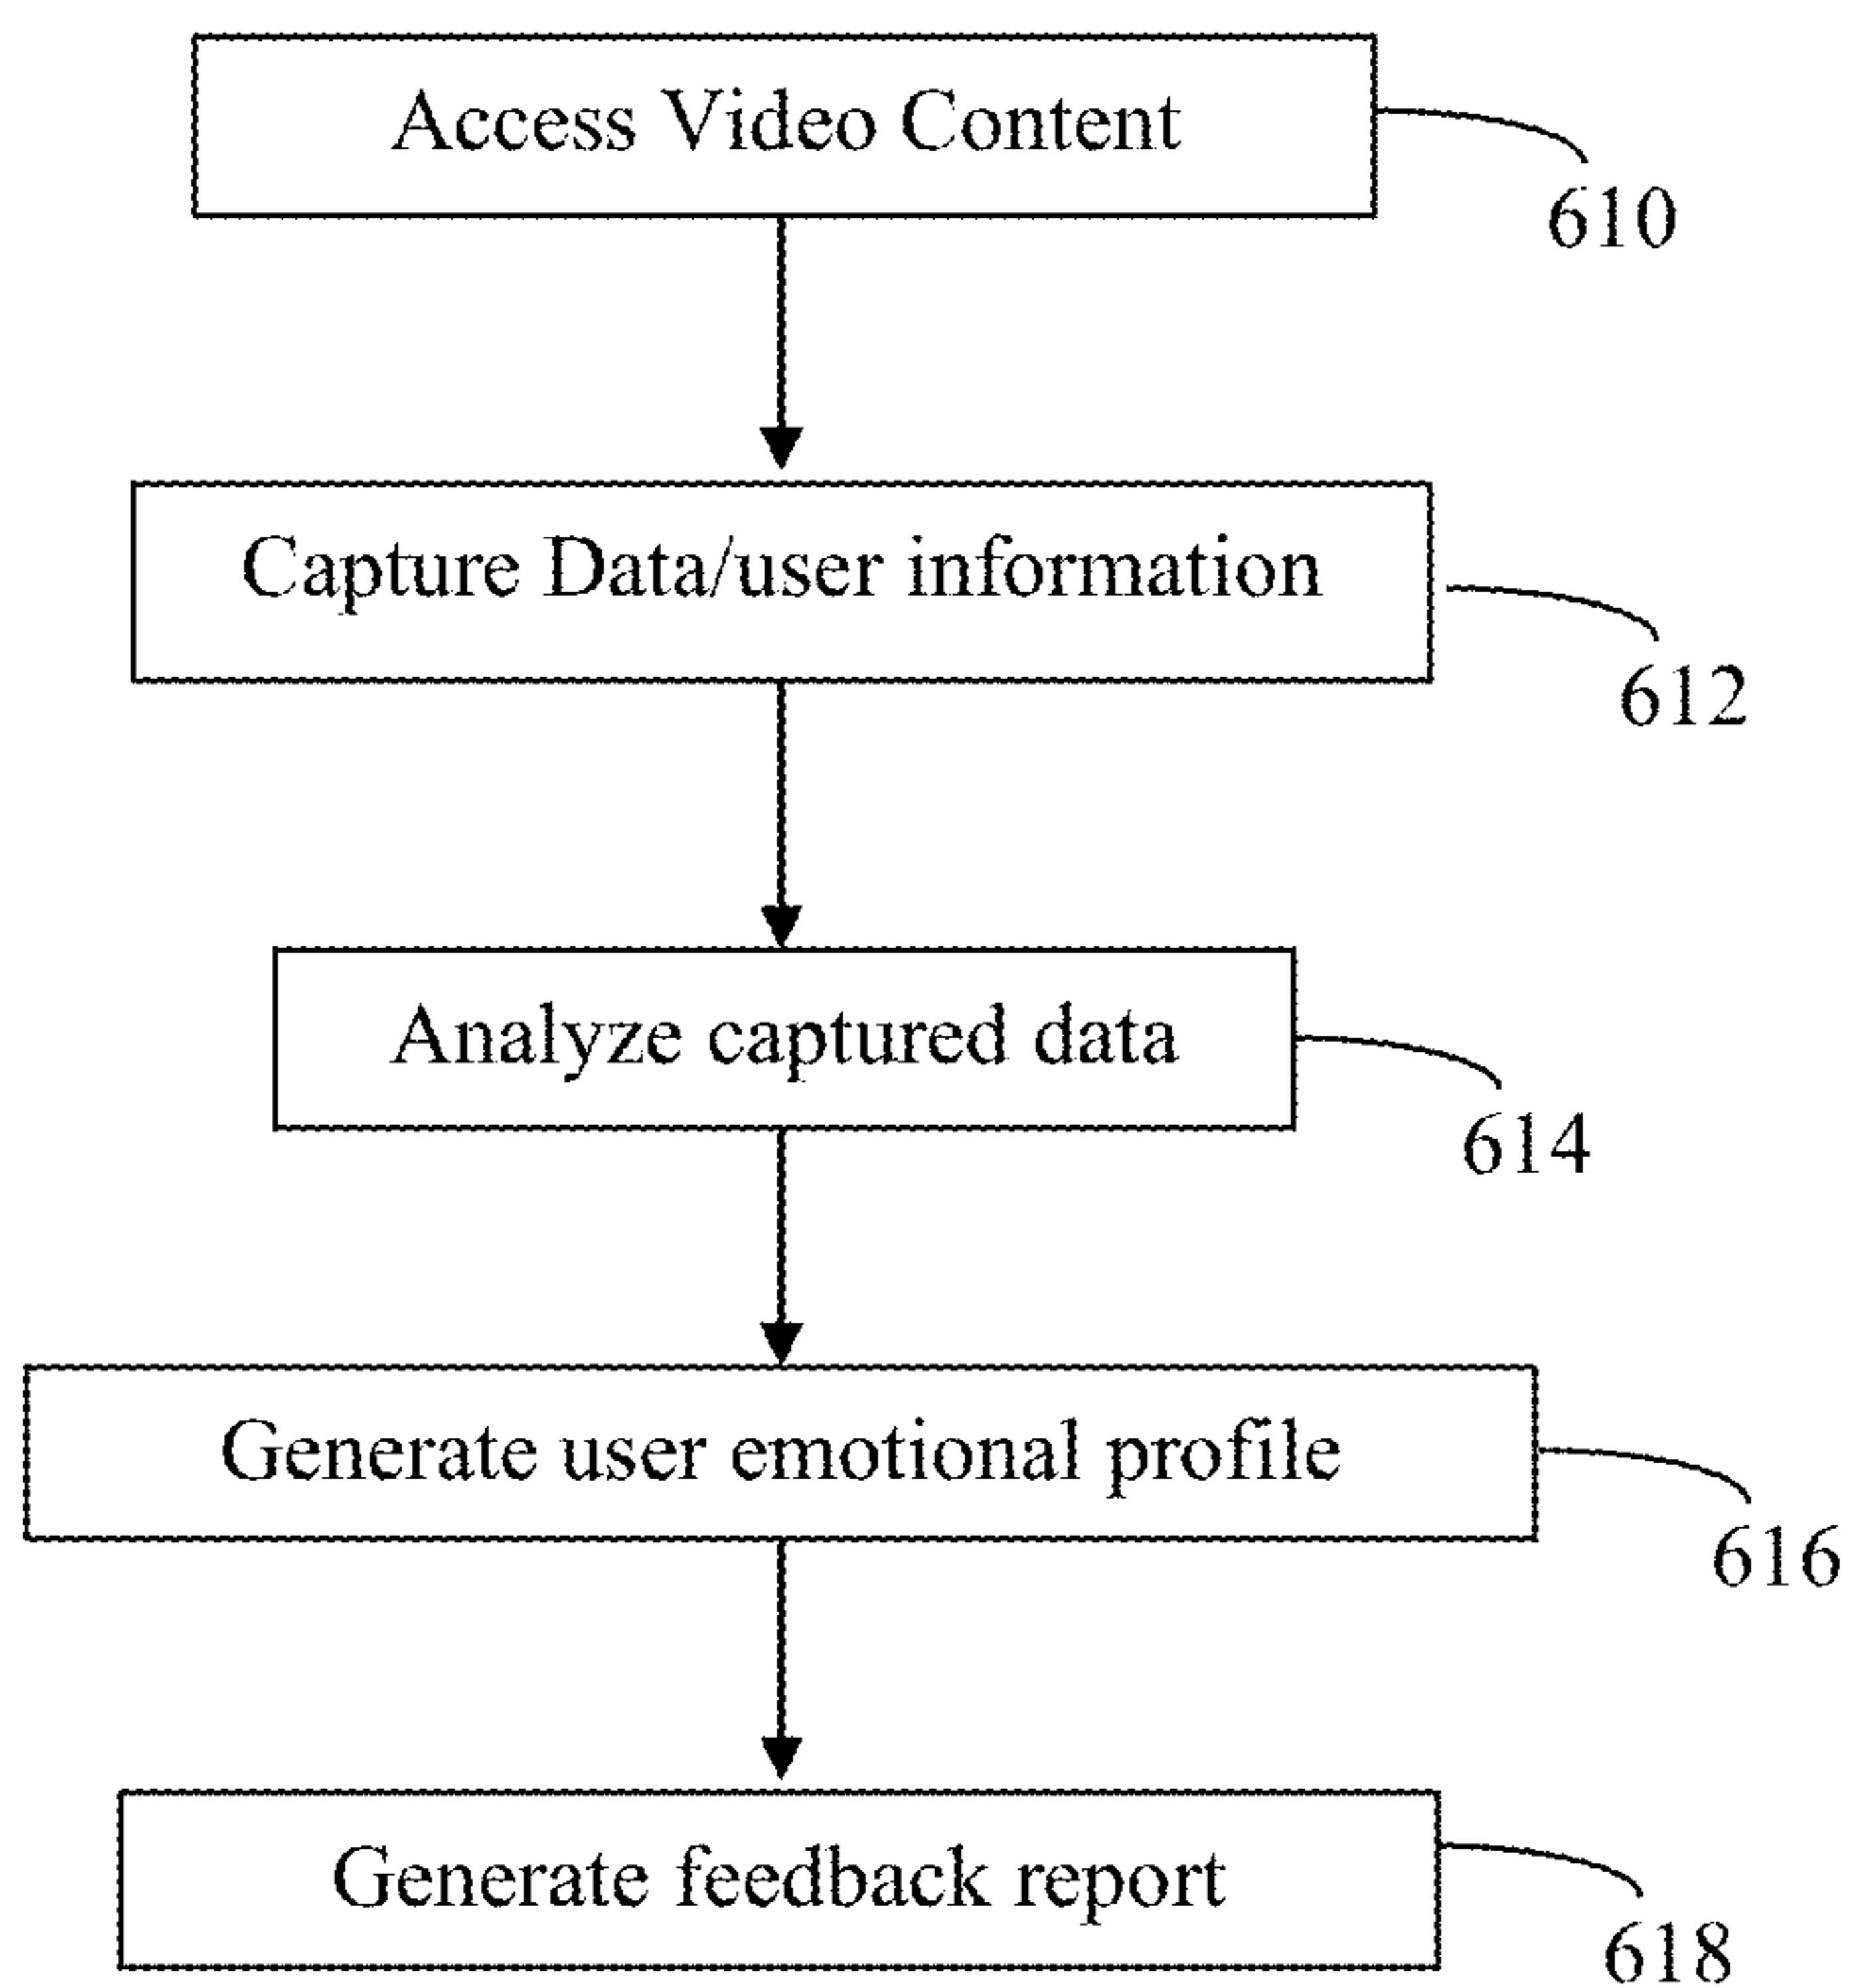 Access Video Content
610
Capture Data/user information
612
Analyze captured data
614
Generate user emotional profile
616
Generate feedback report
618